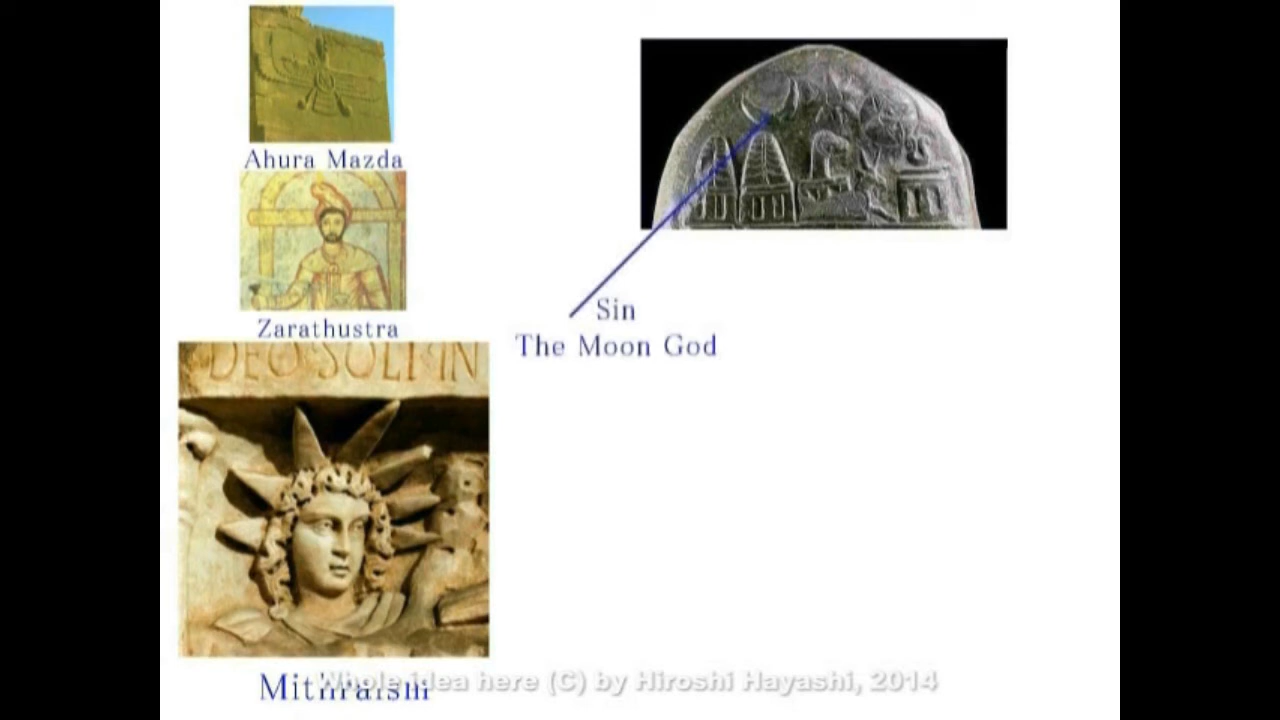 Ahura Mazda
Zarathustra
DEO SOLI IN
Sin
The Moon God
Mithraism
Whole idea here (C) by Hiroshi Hayashi, 2014